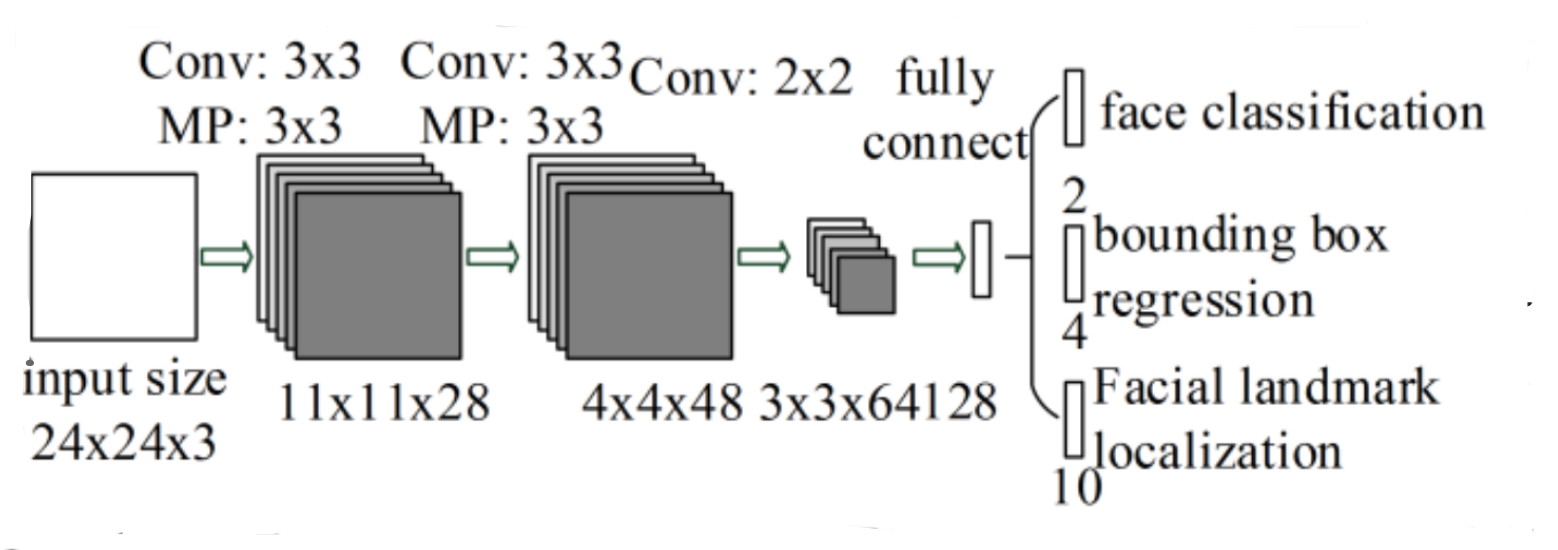 Conv: 3x3 Conv: 3x3 Conv: 2x2 fully
MP: 3x3 MP: 3x3 connect
face classification
2
bounding box
regression
4
Facial landmark
localization
10
input size
24x24x3
11x11x28
4x4x48 3x3x64 128